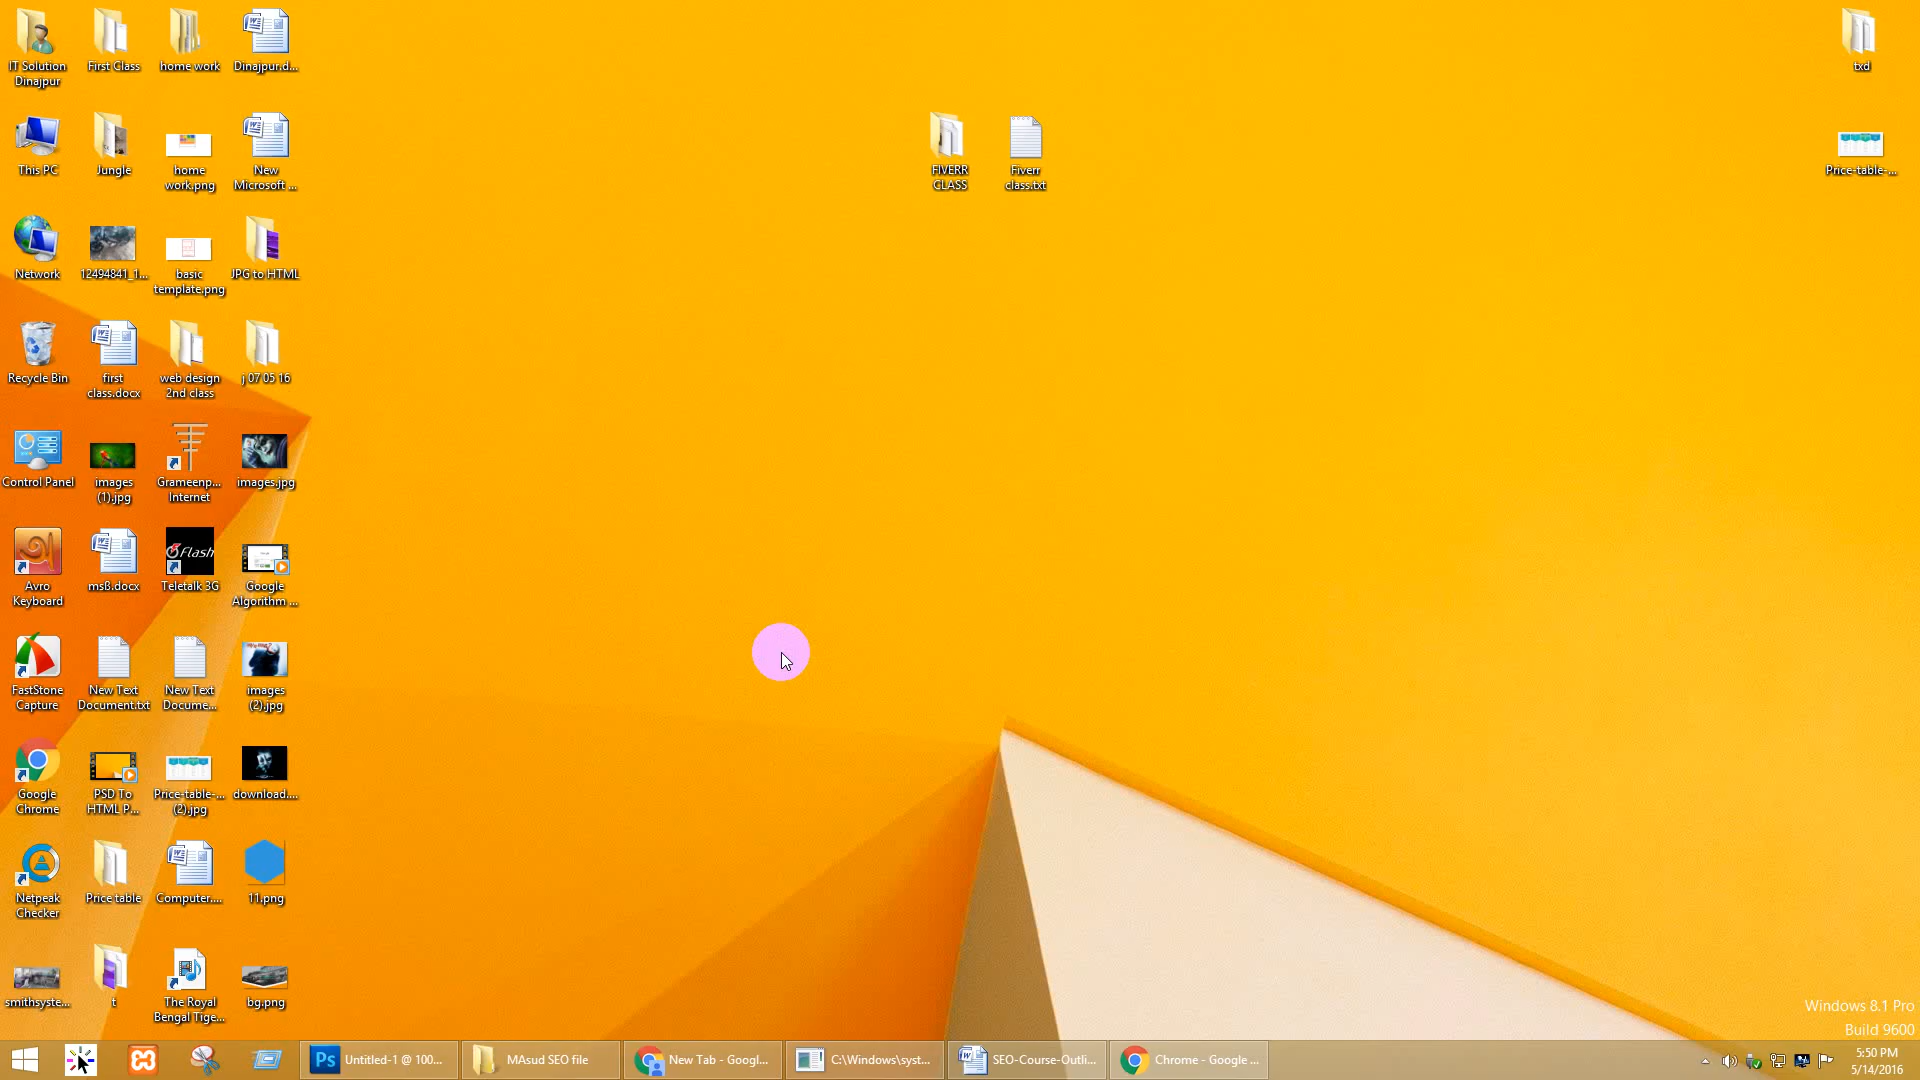 IT Solution
Dinajpur
First Class
home work
Dinajpur.d...
txd
This PC
Jungle
home
work.png
New
Microsoft ...
FIVERR
CLASS
Fiverr
class.txt
Price-table-...
Network
12494841_1...
basic
template.png
JPG to HTML
Recycle Bin
first
class.docx
web design
2nd class
j 07 05 16
Control Panel
images
(1).jpg
Grameenp...
Internet
images.jpg
Avro
Keyboard
msß.docx
Flash
Teletalk 3G
Google
Algorithm ...
FastStone
Capture
New Text
Document.txt
New Text
Docume...
images
(2).jpg
Google
Chrome
PSD To
HTML P...
Price-table-...
(2).jpg
download....
Netpeak
Checker
Price table
Computer....
11.png
smithsyste...
t
The Royal
Bengal Tige...
bg.png
Windows 8.1 Pro
Build 9600
Ps
Untitled-1 @ 100...
MAsud SEO file
New Tab - Googl...
C:\Windows\syst...
SEO-Course-Outli...
Chrome - Google ...
5:50 PM
5/14/2016